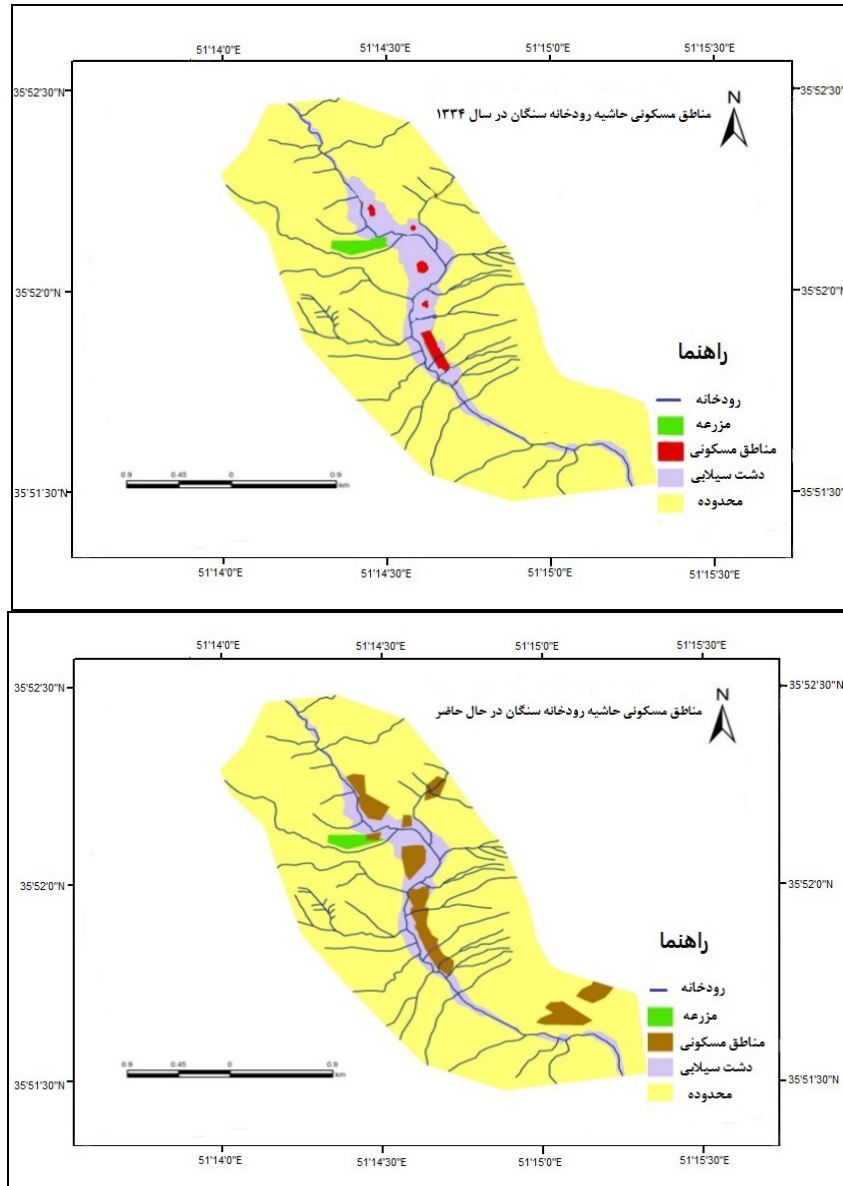 51°14'0"E 51°14'30"E 51°15'0"E 51°15'30"E
35°52'30"N 35°52'30"N
مناطق مسکونی حاشیه رودخانه سنگان در سال ۱۳۳۴
N
35°52'0"N 35°52'0"N
راهنما
رودخانه
مزرعه
مناطق مسکونی
دشت سیلابی
محدوده
0.9 0.45 0 0.9
km
35°51'30"N 35°51'30"N
51°14'0"E 51°14'30"E 51°15'0"E 51°15'30"E
51°14'0"E 51°14'30"E 51°15'0"E 51°15'30"E
35°52'30"N 35°52'30"N
مناطق مسکونی حاشیه رودخانه سنگان در حال حاضر
N
35°52'0"N 35°52'0"N
راهنما
رودخانه
مزرعه
مناطق مسکونی
دشت سیلابی
محدوده
0.9 0.45 0 0.9
km
35°51'30"N 35°51'30"N
51°14'0"E 51°14'30"E 51°15'0"E 51°15'30"E